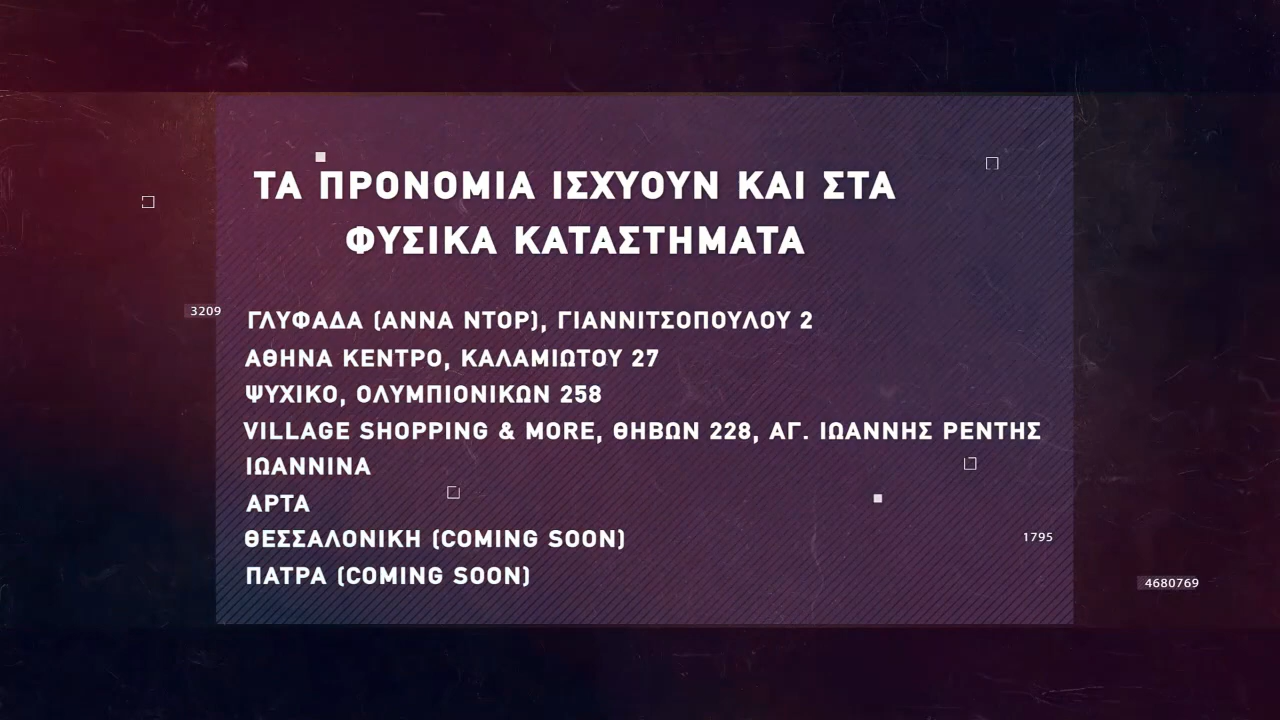 ΤΑ ΠΡΟΝΟΜΙΑ ΙΣΧΥΟΥΝ ΚΑΙ ΣΤΑ
ΦΥΣΙΚΑ ΚΑΤΑΣΤΗΜΑΤΑ
3209
ΓΛΥΦΑΔΑ (ΑΝΝΑ ΝΤΟΡ), ΓΙΑΝΝΙΤΣΟΠΟΥΛΟΥ 2
ΑΘΗΝΑ ΚΕΝΤΡΟ, ΚΑΛΑΜΙΩΤΟΥ 27
ΨΥΧΙΚΟ, ΟΛΥΜΠΙΟΝΙΚΩΝ 258
VILLAGE SHOPPING & MORE, ΘΗΒΩΝ 228, ΑΓ. ΙΩΑΝΝΗΣ ΡΕΝΤΗΣ
ΙΩΑΝΝΙΝΑ
ΑΡΤΑ
ΘΕΣΣΑΛΟΝΙΚΗ (COMING SOON)
1795
ΠΑΤΡΑ (COMING SOON)
4680769